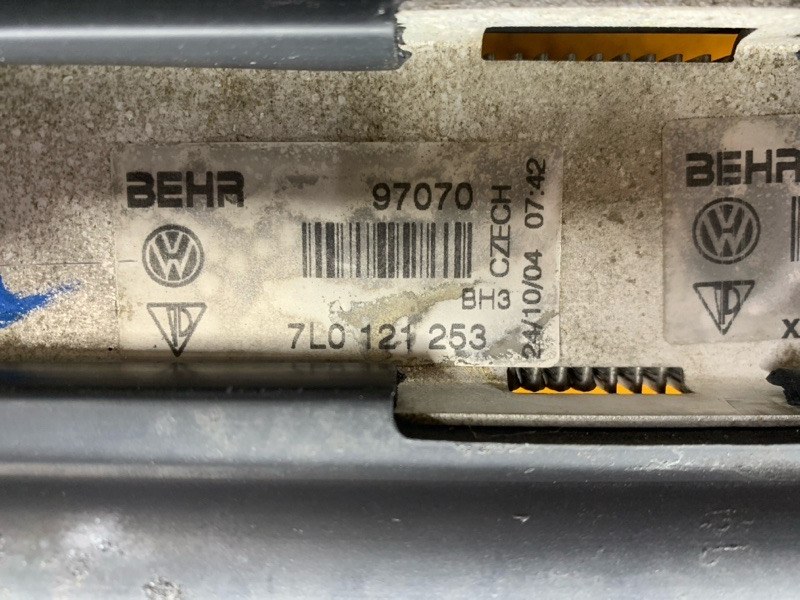 BEHR 97070
CZECH
BH3
7L0 121 253
24/10/04 07:42
BEHR
X